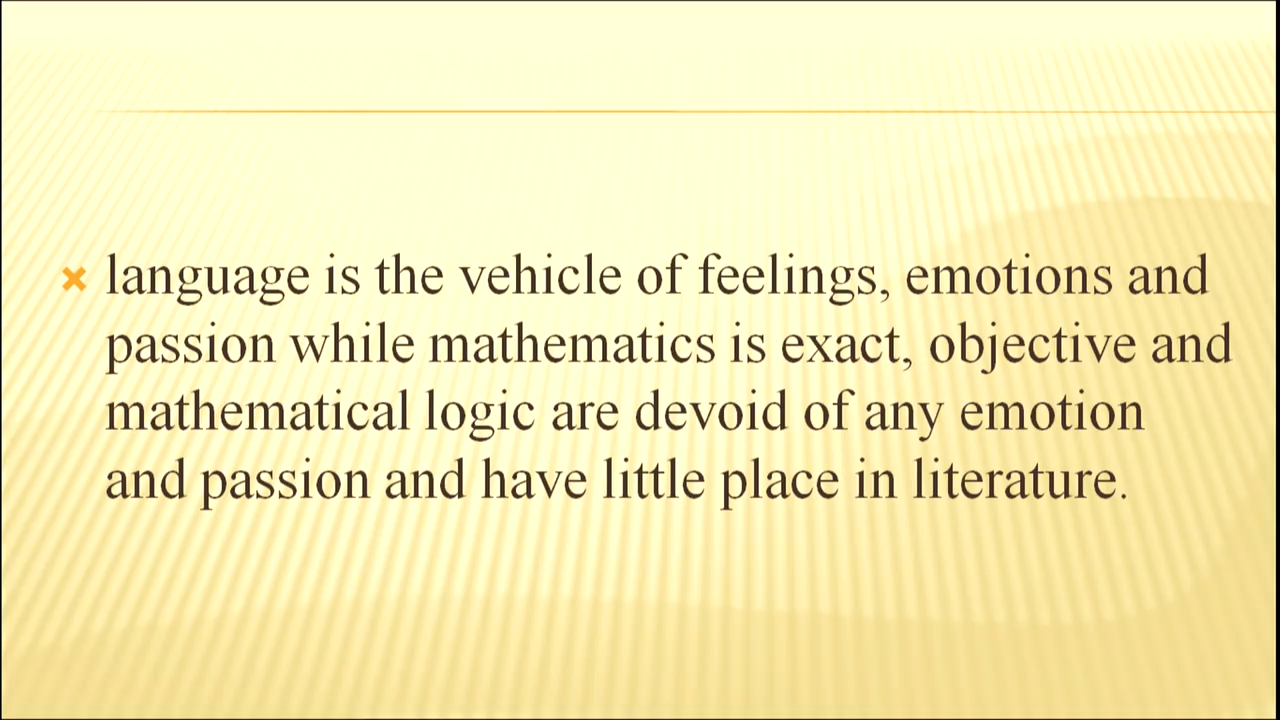 language is the vehicle of feelings, emotions and
passion while mathematics is exact, objective and
mathematical logic are devoid of any emotion
and passion and have little place in literature.